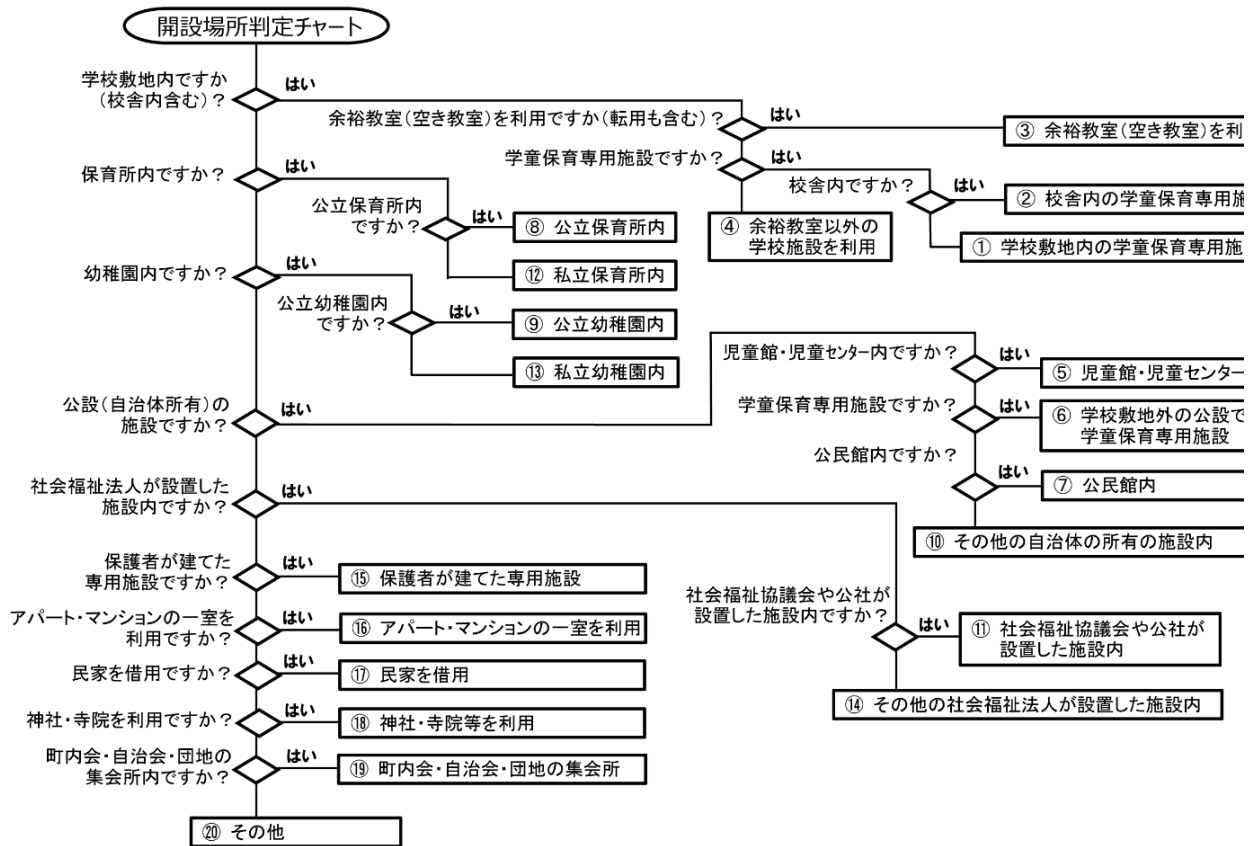 開設場所判定チャート
学校敷地内ですか
(校舎内含む)?
はい
余裕教室(空き教室)を利用ですか(転用も含む)?
はい
③ 余裕教室(空き教室)を利
学童保育専用施設ですか?
はい
校舎内ですか?
はい
② 校舎内の学童保育専用施
① 学校敷地内の学童保育専用施
④ 余裕教室以外の
学校施設を利用
保育所内ですか?
はい
公立保育所内
ですか?
はい
⑧ 公立保育所内
⑫ 私立保育所内
幼稚園内ですか?
はい
公立幼稚園内
ですか?
はい
⑨ 公立幼稚園内
⑬ 私立幼稚園内
公設(自治体所有)の
施設ですか?
はい
児童館・児童センター内ですか?
はい
⑤ 児童館・児童センター
学童保育専用施設ですか?
はい
⑥ 学校敷地外の公設で
学童保育専用施設
公民館内ですか?
はい
⑦ 公民館内
⑩ その他の自治体の所有の施設内
社会福祉法人が設置した
施設内ですか?
はい
社会福祉協議会や公社が
設置した施設内ですか?
はい
⑪ 社会福祉協議会や公社が
設置した施設内
⑭ その他の社会福祉法人が設置した施設内
保護者が建てた
専用施設ですか?
はい
⑮ 保護者が建てた専用施設
アパート・マンションの一室を
利用ですか?
はい
⑯ アパート・マンションの一室を利用
民家を借用ですか?
はい
⑰ 民家を借用
神社・寺院を利用ですか?
はい
⑱ 神社・寺院等を利用
町内会・自治会・団地の
集会所内ですか?
はい
⑲ 町内会・自治会・団地の集会所
⑳ その他